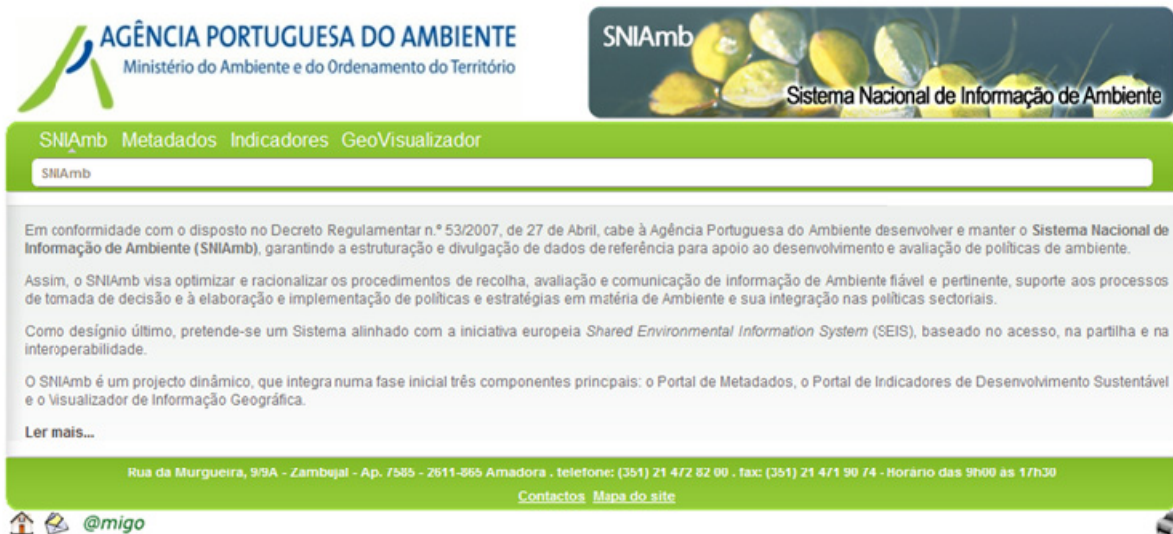 AGÊNCIA PORTUGUESA DO AMBIENTE
Ministério do Ambiente e do Ordenamento do Território
SNIAmb
Sistema Nacional de Informação de Ambiente
SNIAmb Metadados Indicadores GeoVisualizador
SNIAmb
Em conformidade com o disposto no Decreto Regulamentar n.º 53/2007, de 27 de Abril, cabe à Agência Portuguesa do Ambiente desenvolver e manter o Sistema Nacional de
Informação de Ambiente (SNIAmb), garantindo a estruturação e divulgação de dados de referência para apoio ao desenvolvimento e avaliação de políticas de ambiente.
Assim, o SNIAmb visa optimizar e racionalizar os procedimentos de recolha, avaliação e comunicação de informação de Ambiente fiável e pertinente, suporte aos processos
de tomada de decisão e à elaboração e implementação de políticas e estratégias em matéria de Ambiente e sua integração nas políticas sectoriais.
Como desígnio último, pretende-se um Sistema alinhado com a iniciativa europeia Shared Environmental Information System (SEIS), baseado no acesso, na partilha e na
interoperabilidade.
O SNIAmb é um projecto dinâmico, que integra numa fase inicial três componentes principais: o Portal de Metadados, o Portal de Indicadores de Desenvolvimento Sustentável
e o Visualizador de Informação Geográfica.
Ler mais...
Rua da Murgueira, 9/9A - Zambujal - Ap. 7585 - 2611-865 Amadora . telefone: (351) 21 472 82 00 . fax: (351) 21 471 90 74 - Horário das 9h00 às 17h30
Contactos Mapa do site
@migo